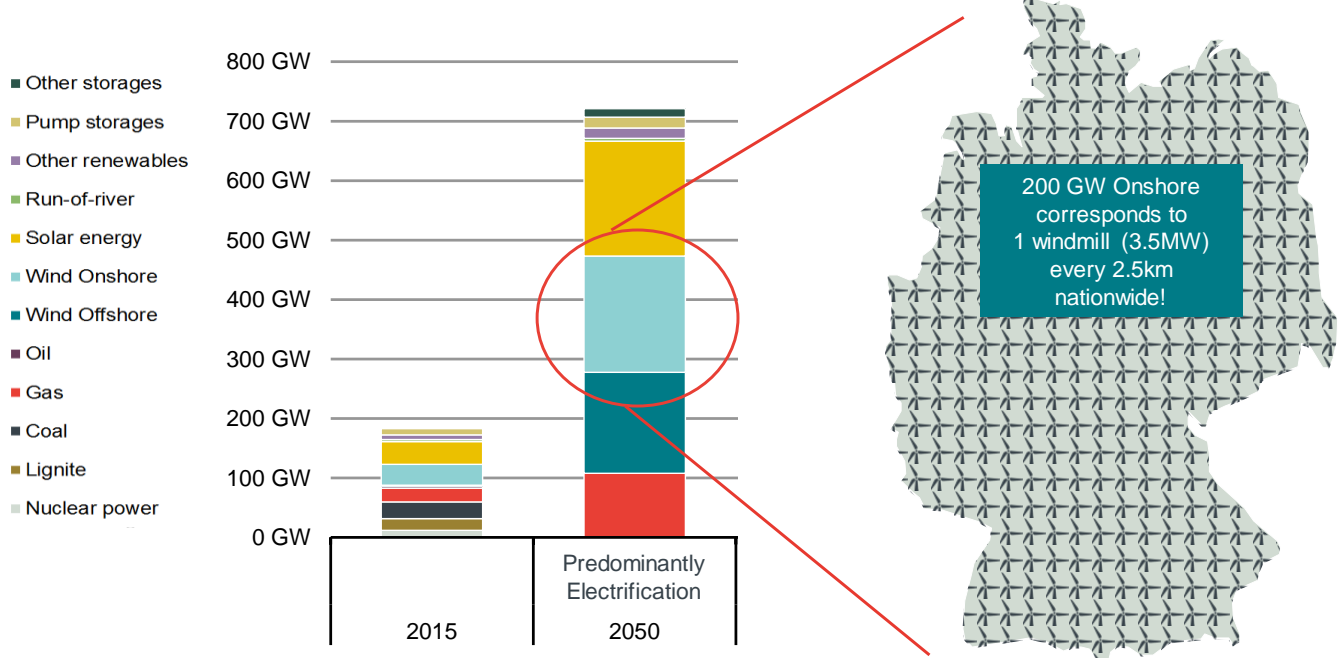 Other storages
Pump storages
Other renewables
Run-of-river
Solar energy
Wind Onshore
Wind Offshore
Oil
Gas
Coal
Lignite
Nuclear power
800 GW
700 GW
600 GW
500 GW
400 GW
300 GW
200 GW
100 GW
0 GW
Predominantly
Electrification
2015
2050
200 GW Onshore
corresponds to
1 windmill (3.5MW)
every 2.5km
nationwide!